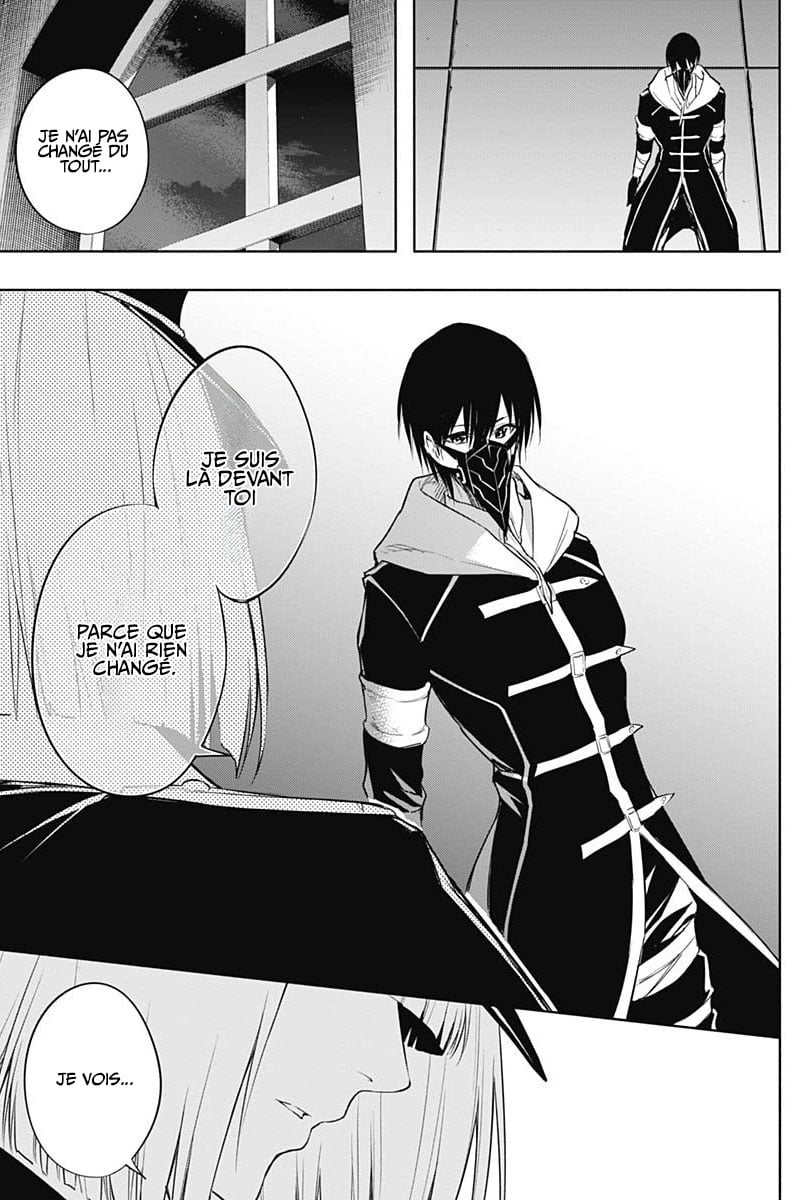 JE N'AI PAS
CHANGÉ DU
TOUT...
JE SUIS
LÀ DEVANT
TOI
PARCE QUE
JE N'AI RIEN
CHANGÉ.
JE VOIS...